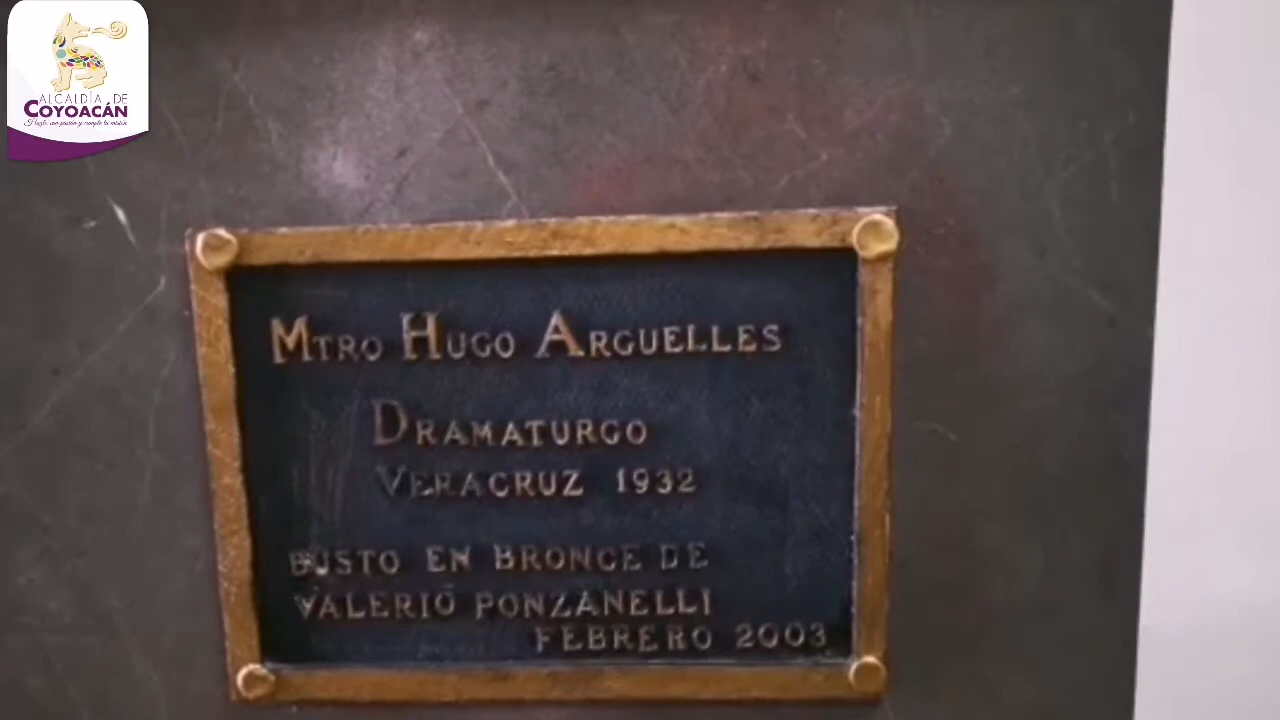 ALCALDÍA DE
COYOACÁN
MTRO HUGO ARGUELLES
DRAMATURGO
VERACRUZ 1932
BUSTO EN BRONCE DE
VALERIO PONZANELLI
FEBRERO 2003